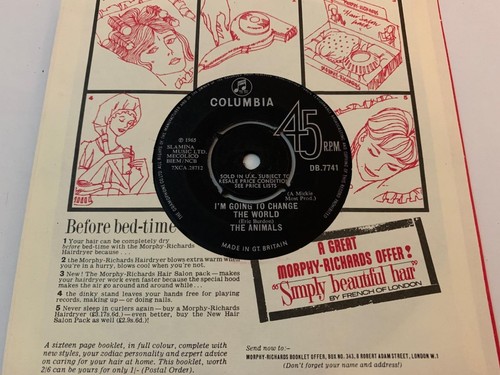 COLUMBIA
45
RPM
℗ 1965
SLAMINA
MUSIC LTD.
MECOLICO
BIEM/NCB
7XCA 29752
SOLD IN U.K. SUBJECT TO
RESALE PRICE CONDITIONS
SEE PRICE LISTS
DB.7741
(A Mickie
Most Prod.)
I'M GOING TO CHANGE
THE WORLD
(Eric Burdon)
THE ANIMALS
MADE IN GT. BRITAIN
Before bed-time
1 Your hair can be completely dry
before bed-time with the Morphy-Richards
Hairdryer because . . .
2 the Morphy-Richards Hairdryer blows extra warm when
you're in a hurry, blows cool when you're not.
3 New! The Morphy-Richards Hair Salon pack – makes
your hairdryer work even faster because the special hood
makes the air go around and around while . . .
4 the dinky stand leaves your hands free for playing
records, making up – or doing nails.
5 Never sleep in curlers again – buy a Morphy-Richards
Hairdryer (£3.17s.6d.) – even better, buy the New Hair
Salon Pack as well (£2.9s.6d.)!
A GREAT
MORPHY-RICHARDS OFFER!
"Simply beautiful hair"
BY FRENCH OF LONDON
A sixteen page booklet, in full colour, complete with
new styles, your zodiac personality and expert advice
on caring for your hair at home. This booklet, worth
2/6 can be yours for only 1/- (Postal Order).
Send now to:–
MORPHY-RICHARDS BOOKLET OFFER, BOX NO. 343, 8 ROBERT ADAM STREET, LONDON W.1
(Don't forget your name and address!)